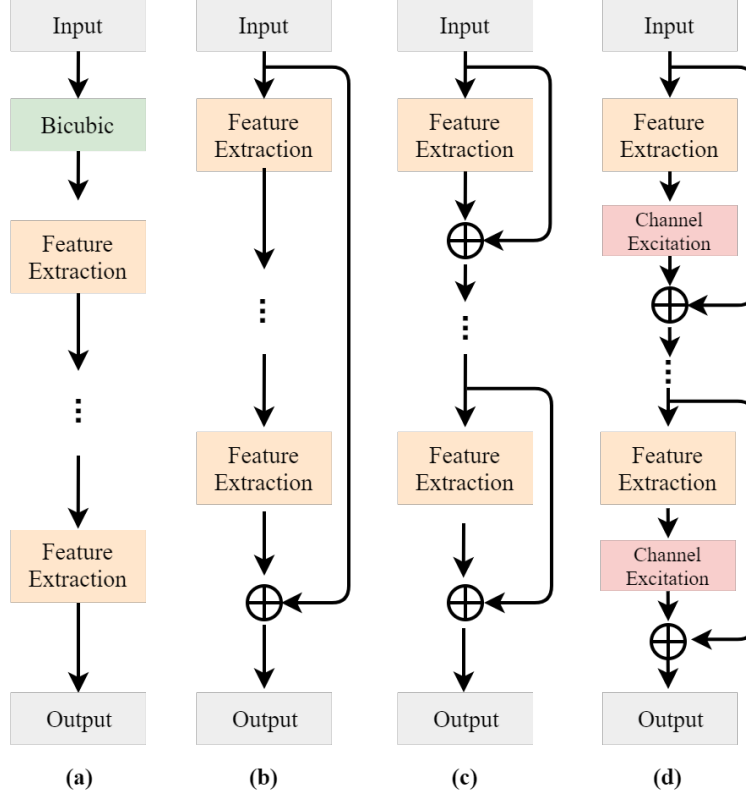 Input
Bicubic
Feature
Extraction
...
Feature
Extraction
Output
(a)
Input
Feature
Extraction
...
Feature
Extraction
Output
(b)
Input
Feature
Extraction
...
Feature
Extraction
Output
(c)
Input
Feature
Extraction
Channel
Excitation
...
Feature
Extraction
Channel
Excitation
Output
(d)